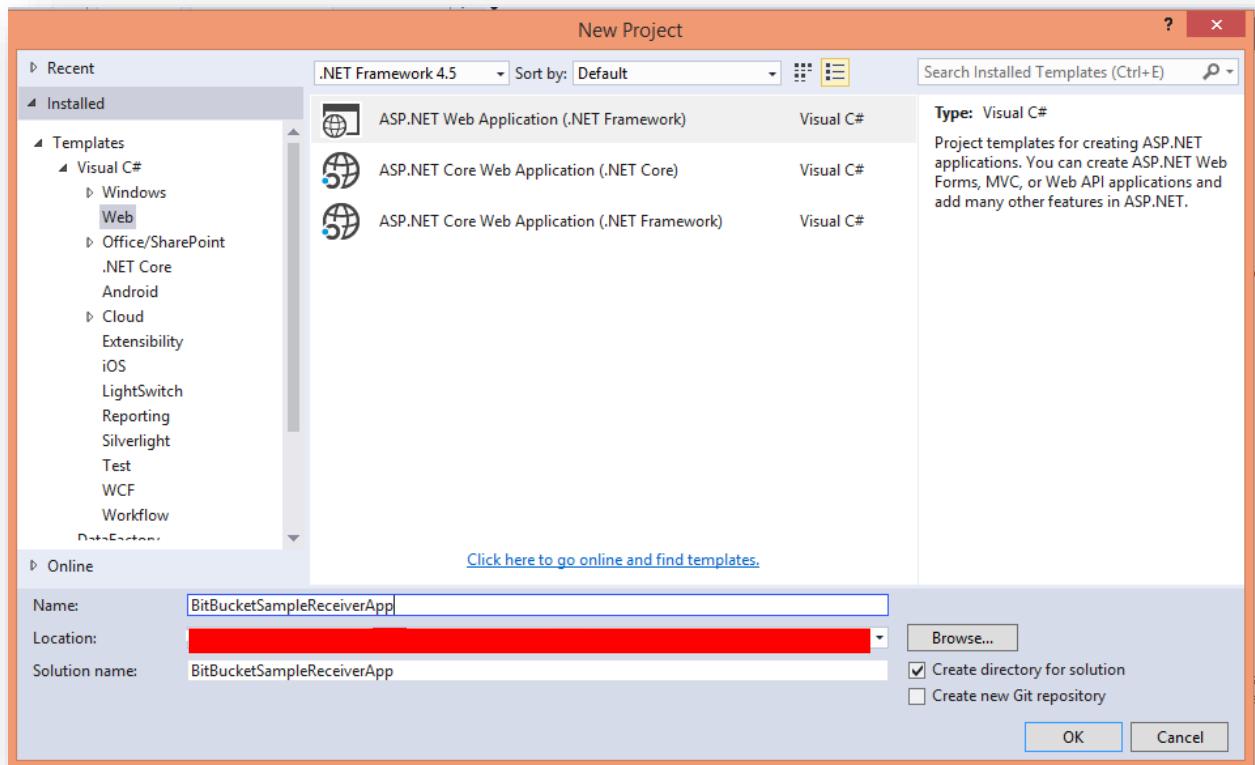 New Project
? ×
Recent
.NET Framework 4.5 Sort by: Default
Search Installed Templates (Ctrl+E)
Installed
Templates
Visual C#
Windows
Web
Office/SharePoint
.NET Core
Android
Cloud
Extensibility
iOS
LightSwitch
Reporting
Silverlight
Test
WCF
Workflow
DataFactory
Online
ASP.NET Web Application (.NET Framework) Visual C#
ASP.NET Core Web Application (.NET Core) Visual C#
ASP.NET Core Web Application (.NET Framework) Visual C#
Click here to go online and find templates.
Type: Visual C#
Project templates for creating ASP.NET
applications. You can create ASP.NET Web
Forms, MVC, or Web API applications and
add many other features in ASP.NET.
Name: BitBucketSampleReceiverApp
Location:
Browse...
Solution name: BitBucketSampleReceiverApp
Create directory for solution
Create new Git repository
OK Cancel